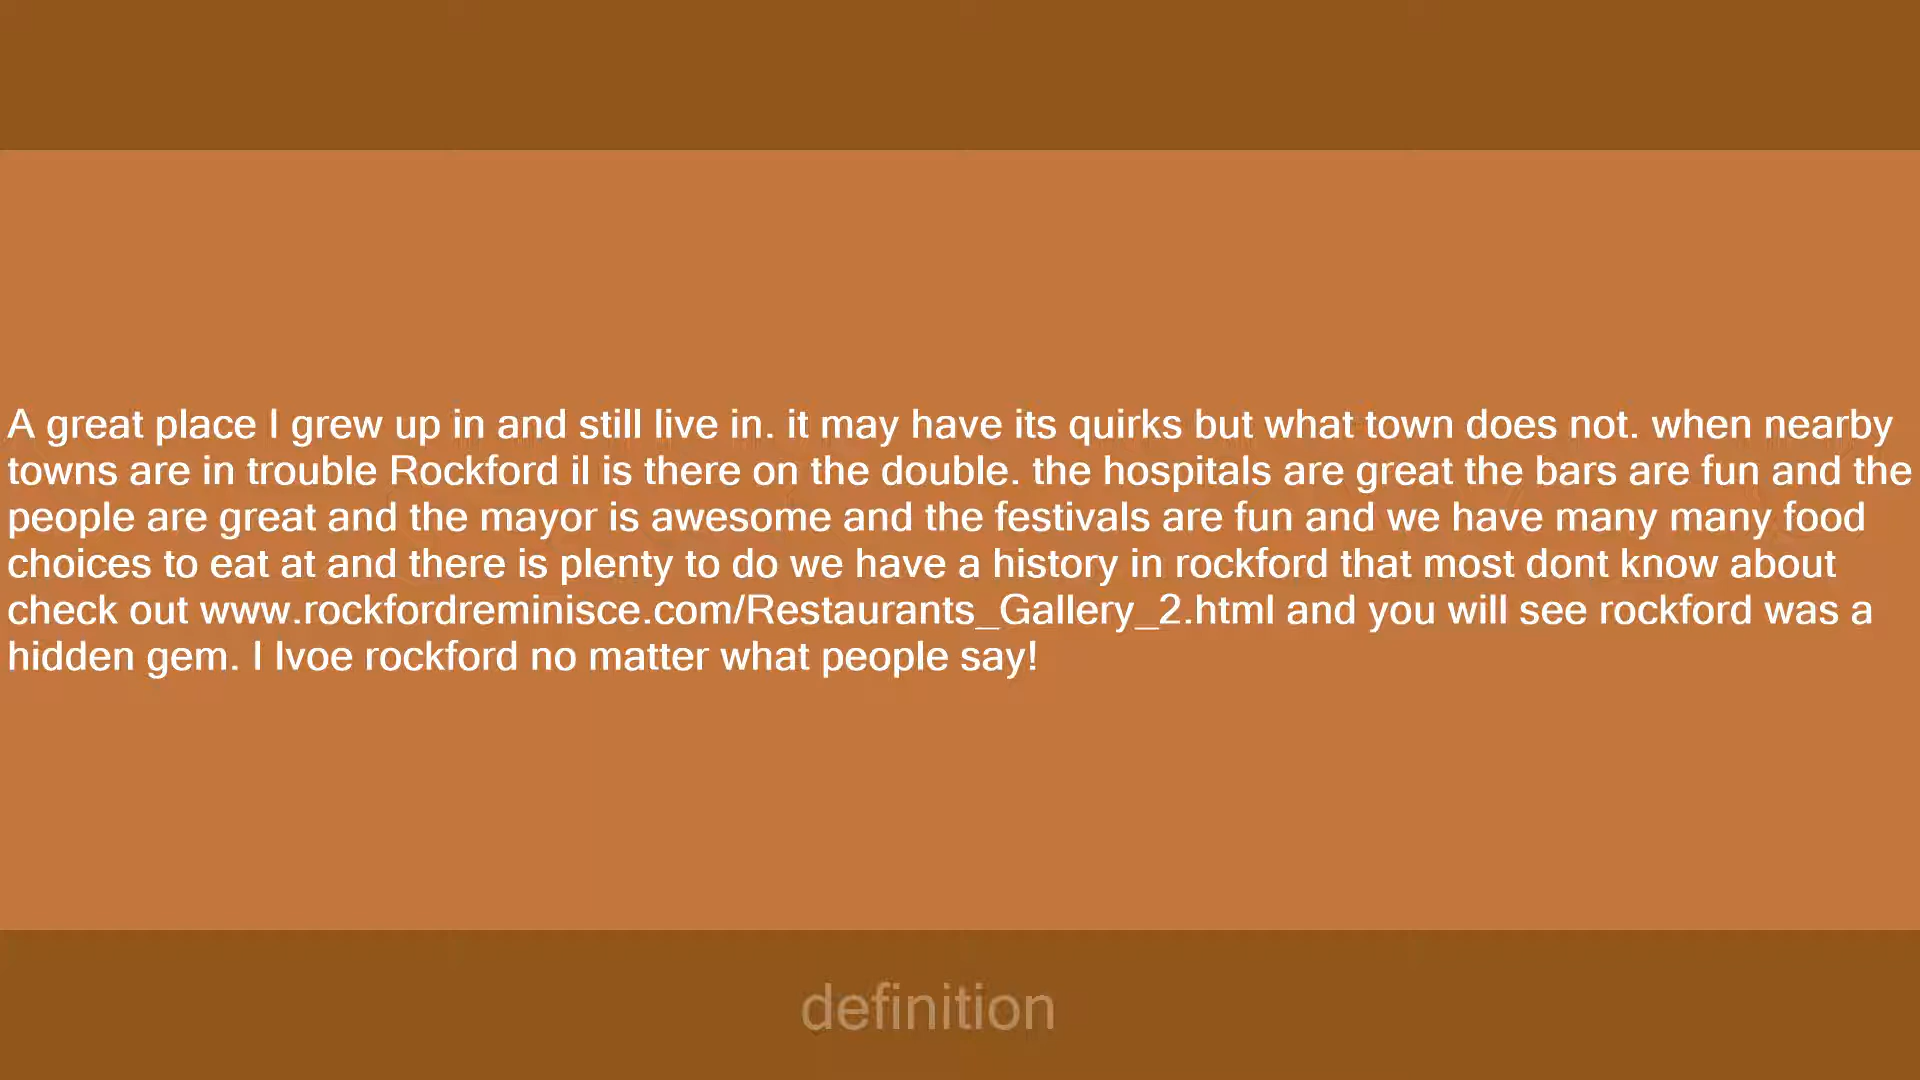 A great place I grew up in and still live in. it may have its quirks but what town does not. when nearby
towns are in trouble Rockford il is there on the double. the hospitals are great the bars are fun and the
people are great and the mayor is awesome and the festivals are fun and we have many many food
choices to eat at and there is plenty to do we have a history in rockford that most dont know about
check out www.rockfordreminisce.com/Restaurants_Gallery_2.html and you will see rockford was a
hidden gem. I lvoe rockford no matter what people say!
definition